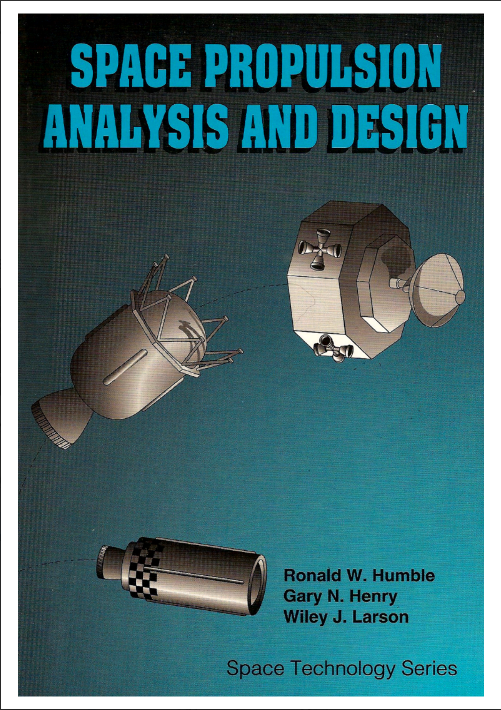 SPACE PROPULSION
ANALYSIS AND DESIGN
Ronald W. Humble
Gary N. Henry
Wiley J. Larson
Space Technology Series